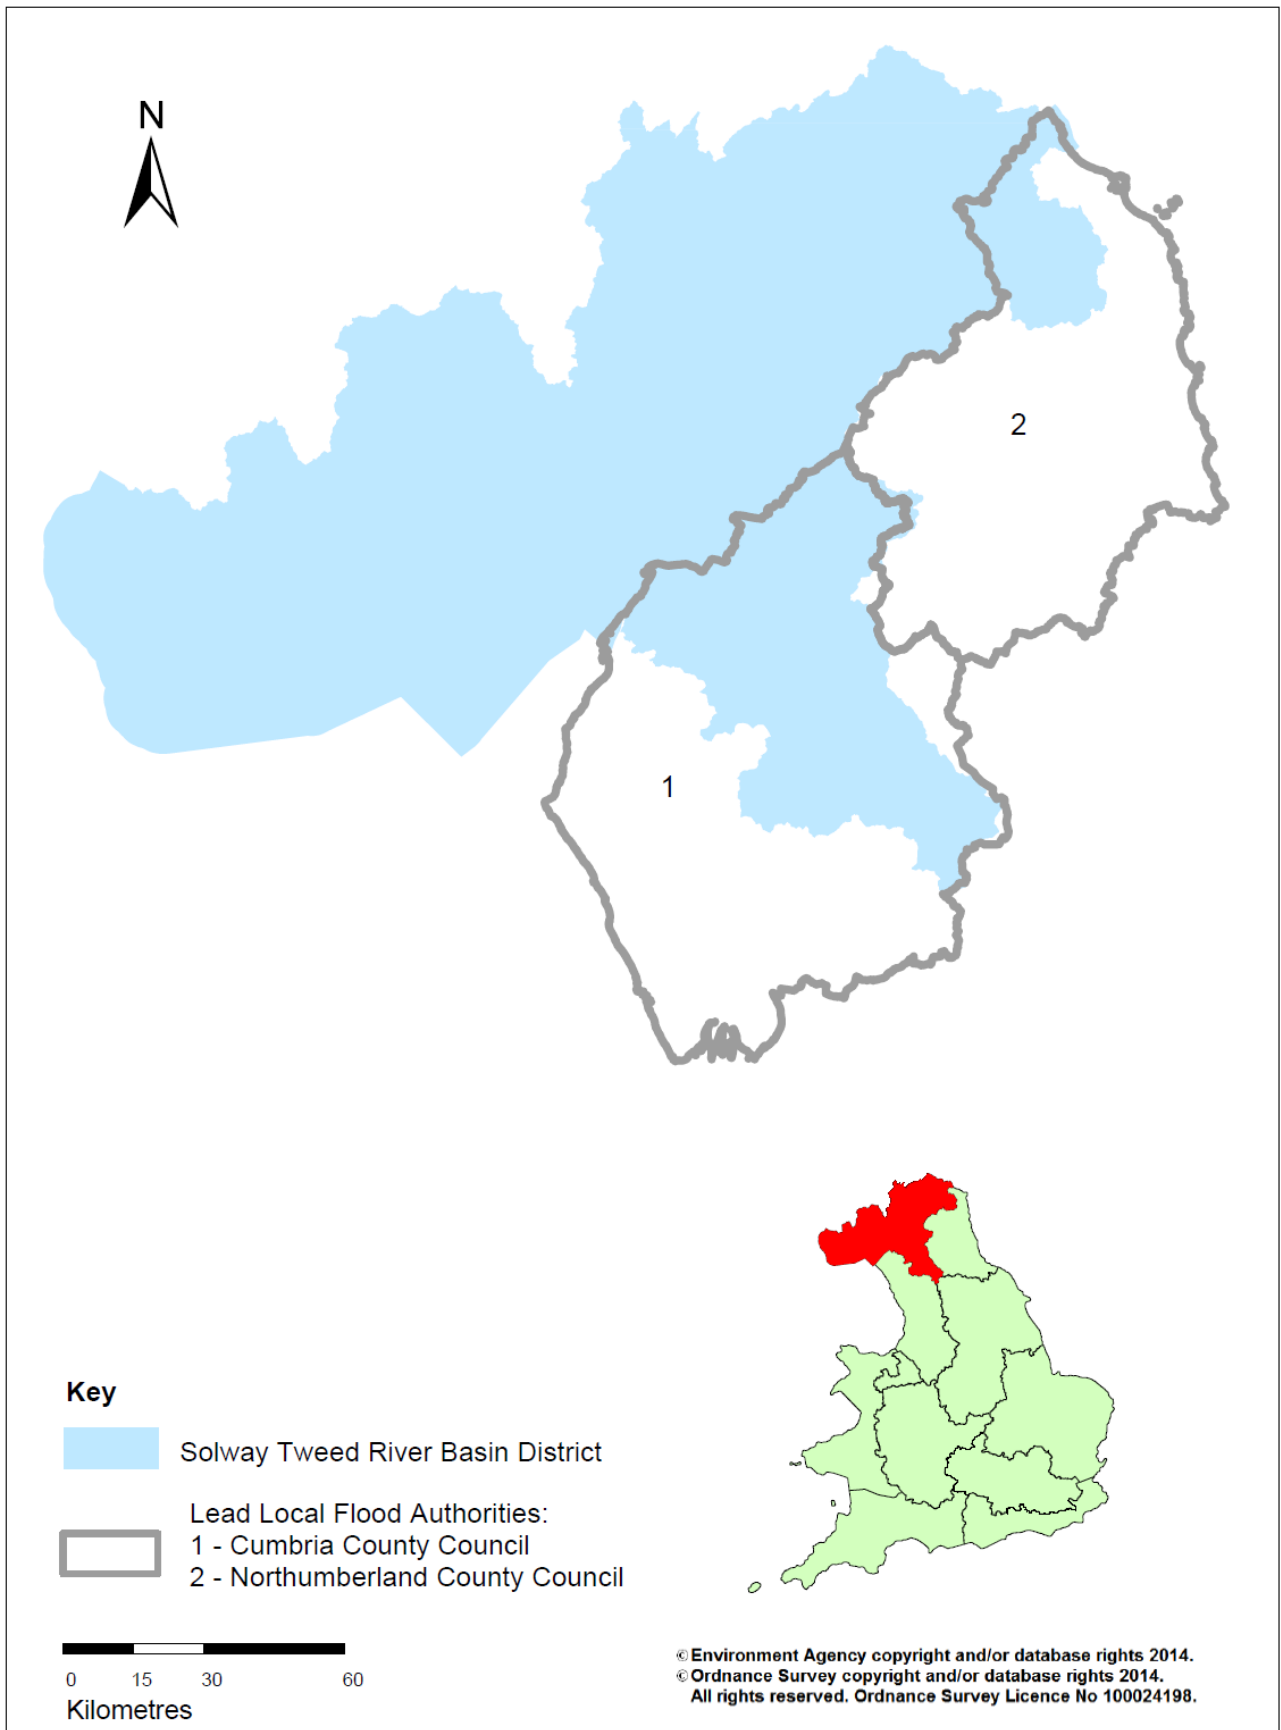 N
2
1
Key
Solway Tweed River Basin District
Lead Local Flood Authorities:
1 - Cumbria County Council
2 - Northumberland County Council
0 15 30 60
Kilometres
© Environment Agency copyright and/or database rights 2014.
© Ordnance Survey copyright and/or database rights 2014.
All rights reserved. Ordnance Survey Licence No 100024198.